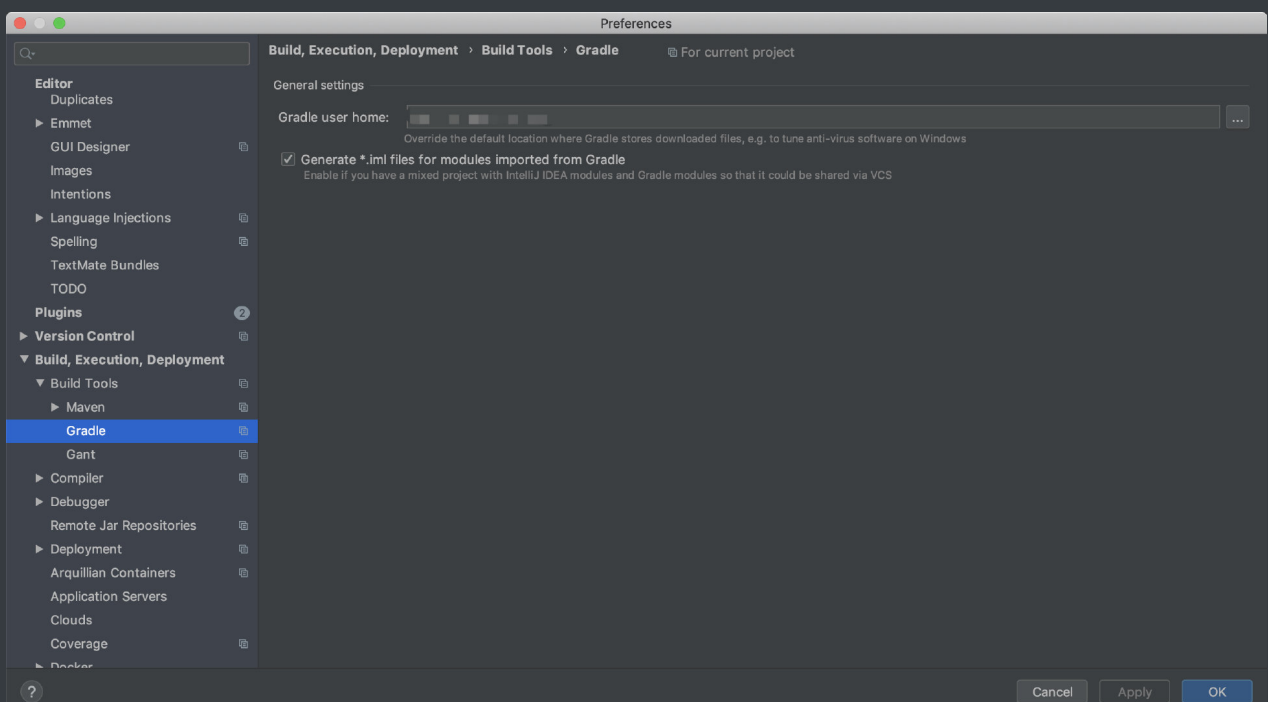 Preferences
Build, Execution, Deployment › Build Tools › Gradle For current project
General settings
Gradle user home:
...
Override the default location where Gradle stores downloaded files, e.g. to tune anti-virus software on Windows
Generate *.iml files for modules imported from Gradle
Enable if you have a mixed project with IntelliJ IDEA modules and Gradle modules so that it could be shared via VCS
Editor
Duplicates
Emmet
GUI Designer
Images
Intentions
Language Injections
Spelling
TextMate Bundles
TODO
Plugins 2
Version Control
Build, Execution, Deployment
Build Tools
Maven
Gradle
Gant
Compiler
Debugger
Remote Jar Repositories
Deployment
Arquillian Containers
Application Servers
Clouds
Coverage
Docker
?
Cancel Apply OK